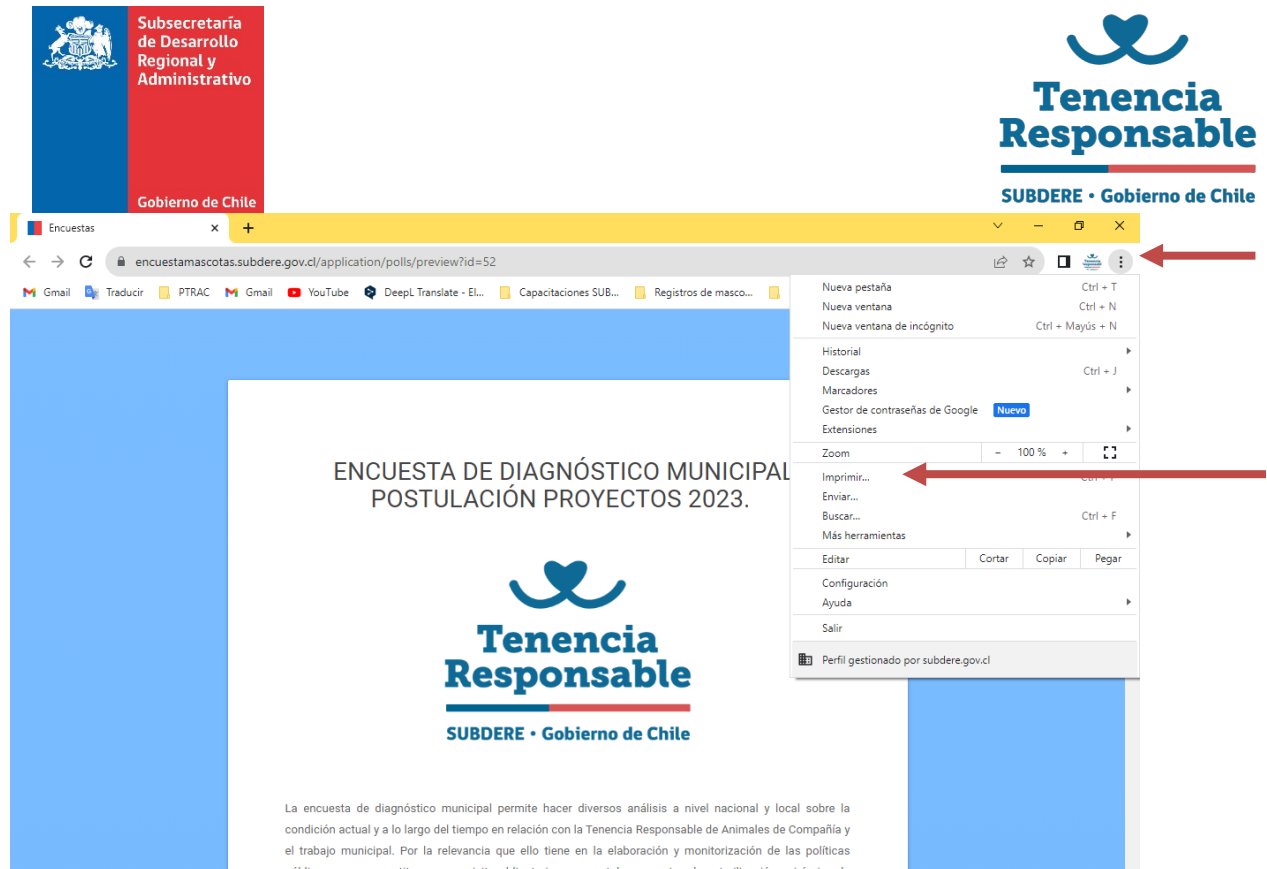 Subsecretaría
de Desarrollo
Regional y
Administrativo
Gobierno de Chile
Tenencia
Responsable
SUBDERE • Gobierno de Chile
Encuestas
encuestamascotas.subdere.gov.cl/application/polls/preview?id=52
Gmail Traducir PTRAC Gmail YouTube DeepL Translate - El... Capacitaciones SUB... Registros de masco...
Nueva pestaña Ctrl + T
Nueva ventana Ctrl + N
Nueva ventana de incógnito Ctrl + Mayús + N
Historial
Descargas Ctrl + J
Marcadores
Gestor de contraseñas de Google Nuevo
Extensiones
Zoom - 100 % +
Imprimir...
Enviar...
Buscar... Ctrl + F
Más herramientas
Editar Cortar Copiar Pegar
Configuración
Ayuda
Salir
Perfil gestionado por subdere.gov.cl
ENCUESTA DE DIAGNÓSTICO MUNICIPAL
POSTULACIÓN PROYECTOS 2023.
Tenencia
Responsable
SUBDERE • Gobierno de Chile
La encuesta de diagnóstico municipal permite hacer diversos análisis a nivel nacional y local sobre la
condición actual y a lo largo del tiempo en relación con la Tenencia Responsable de Animales de Compañía y
el trabajo municipal. Por la relevancia que ello tiene en la elaboración y monitorización de las políticas